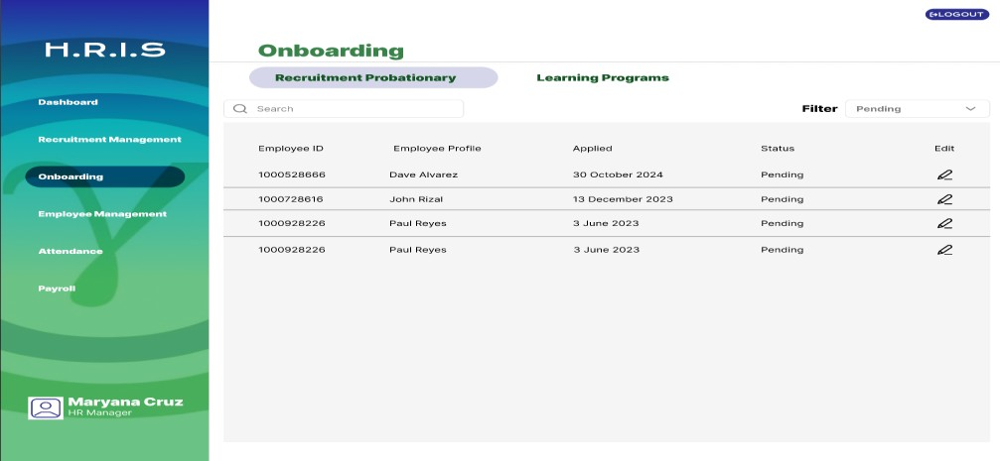 LOGOUT
H.R.I.S
Onboarding
Recruitment Probationary Learning Programs
Dashboard
Recruitment Management
Onboarding
Employee Management
Attendance
Payroll
Maryana Cruz
HR Manager
Search Filter Pending
Employee ID Employee Profile Applied Status Edit
1000528666 Dave Alvarez 30 October 2024 Pending
1000728616 John Rizal 13 December 2023 Pending
1000928226 Paul Reyes 3 June 2023 Pending
1000928226 Paul Reyes 3 June 2023 Pending